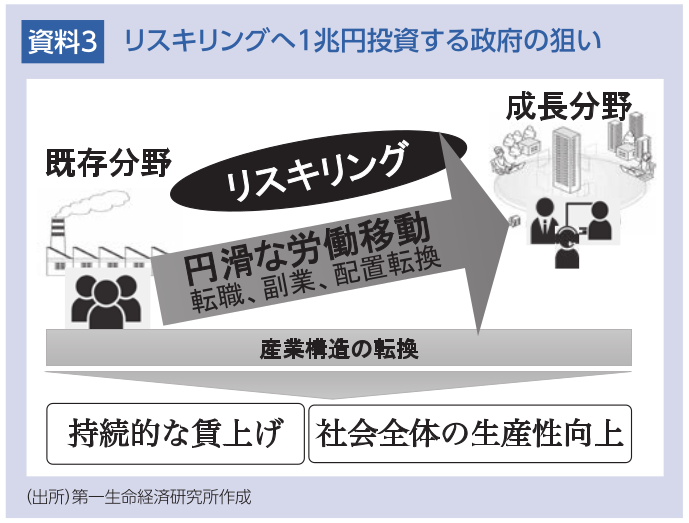 資料3 リスキリングへ1兆円投資する政府の狙い
成長分野
既存分野
リスキリング
円滑な労働移動
転職、副業、配置転換
産業構造の転換
持続的な賃上げ
社会全体の生産性向上
(出所)第一生命経済研究所作成